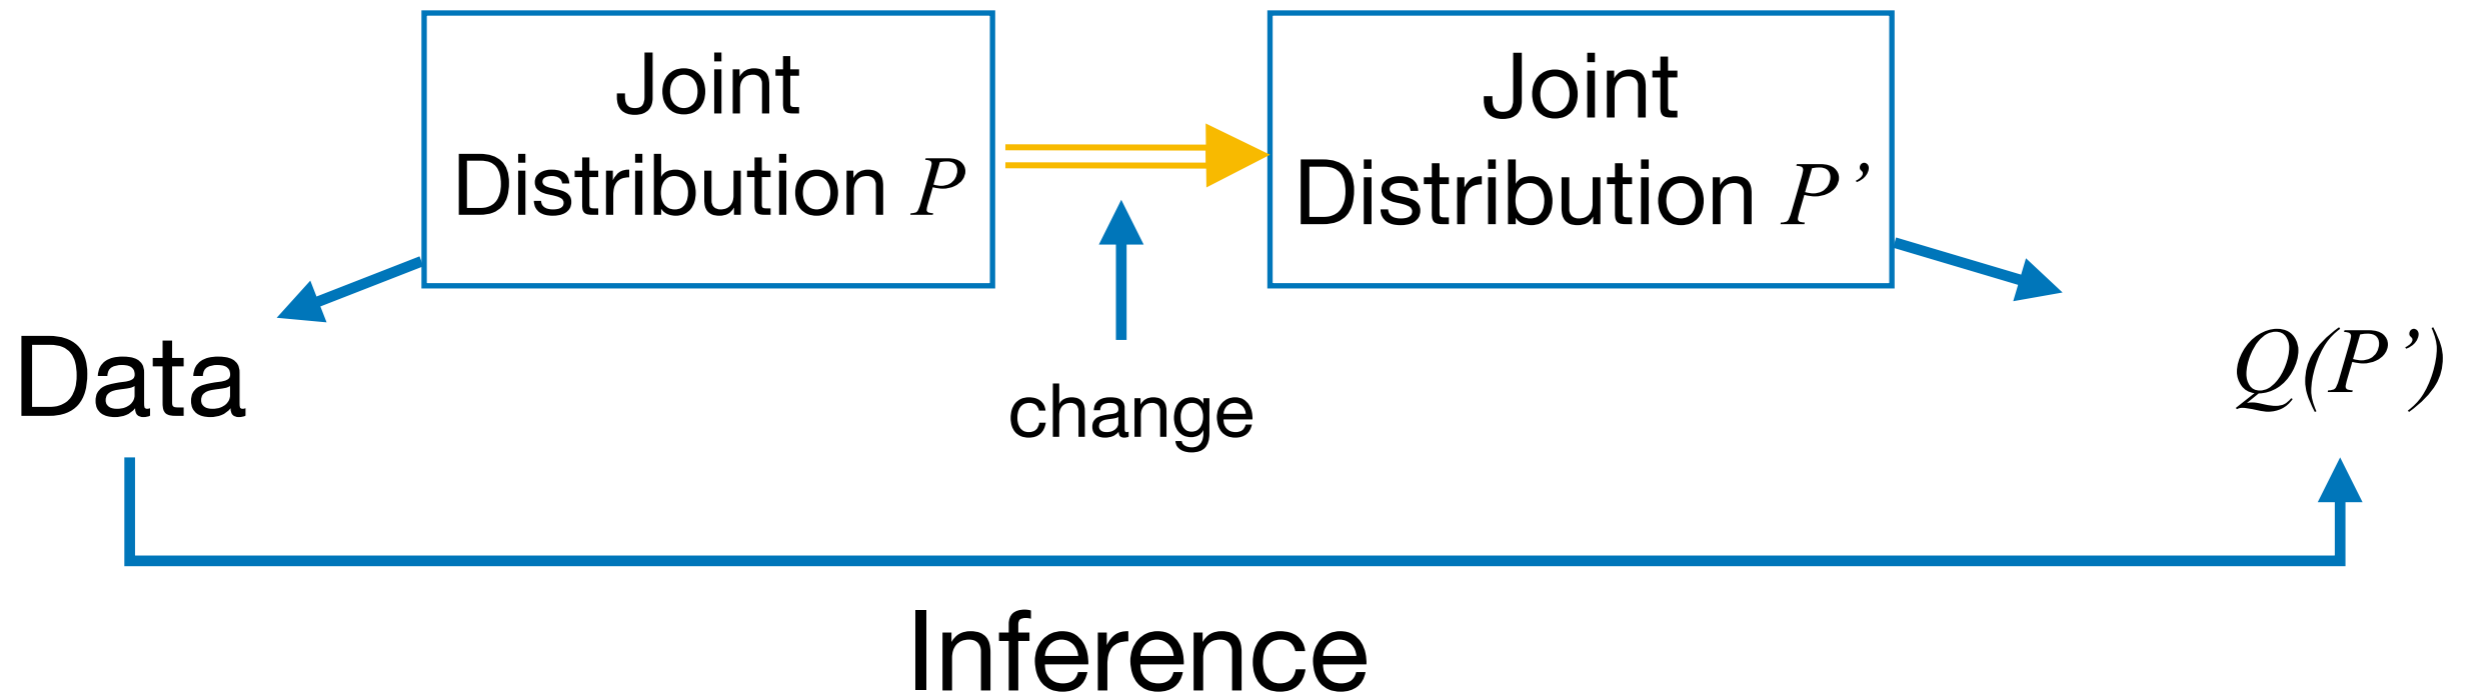 Joint
Distribution P
Joint
Distribution P’
Data
change
Q(P’)
Inference